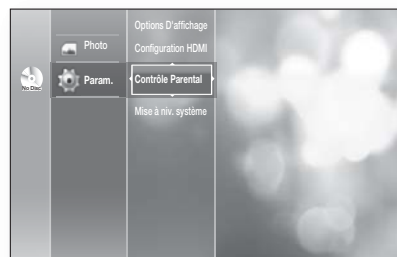 Options D'affichage
Photo
Configuration HDMI
No Disc
Param.
Contrôle Parental
Mise à niv. système